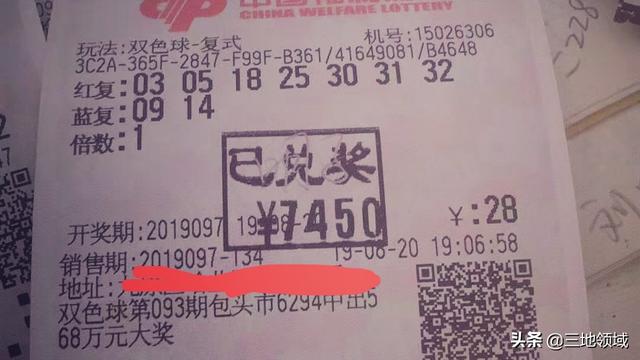 CHINA WELFARE LOTTERY
玩法:双色球-复式 机号:15026306
3C2A-365F-2847-F99F-B361/41649081/B4648
红复:03 05 18 25 30 31 32
蓝复:09 14
倍数:1
已兑奖
¥7450
开奖期:2019097 ¥:28
销售期:2019097-134 19-08-20 19:06:58
地址:
双色球第093期包头市6294中出5
68万元大奖
头条 @三地领域